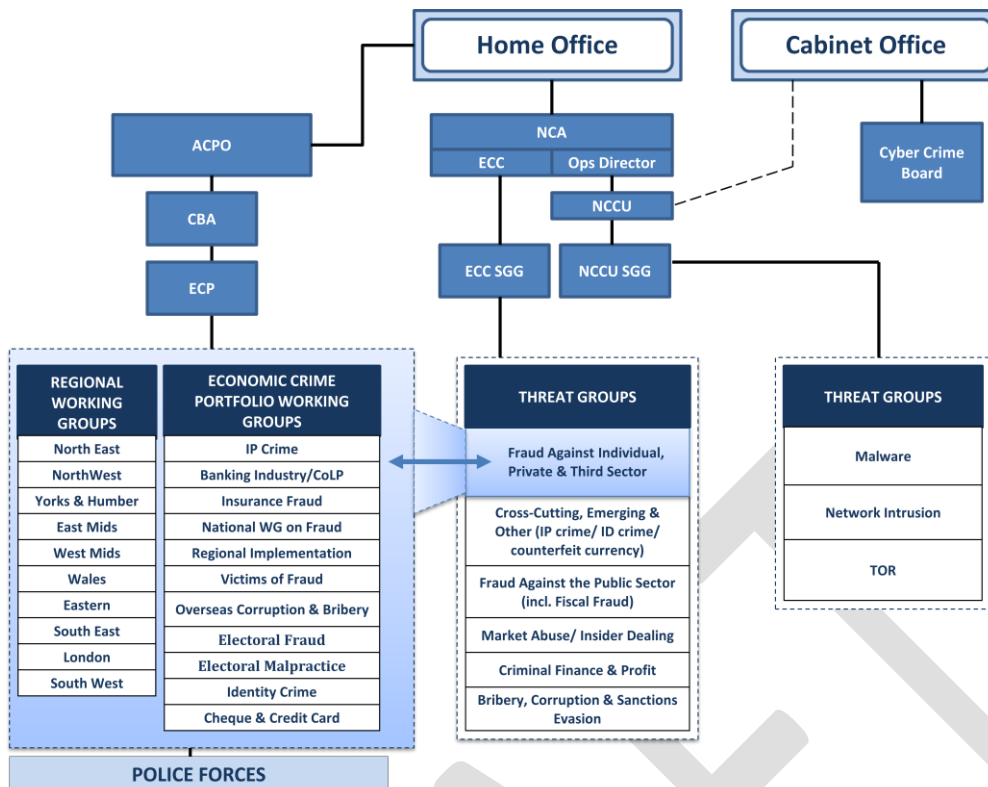 Home Office
Cabinet Office
ACPO
NCA
ECC
Ops Director
Cyber Crime
Board
CBA
NCCU
ECP
ECC SGG
NCCU SGG
REGIONAL
WORKING
GROUPS
North East
NorthWest
Yorks & Humber
East Mids
West Mids
Wales
Eastern
South East
London
South West
ECONOMIC CRIME
PORTFOLIO WORKING
GROUPS
IP Crime
Banking Industry/CoLP
Insurance Fraud
National WG on Fraud
Regional Implementation
Victims of Fraud
Overseas Corruption & Bribery
Electoral Fraud
Electoral Malpractice
Identity Crime
Cheque & Credit Card
THREAT GROUPS
Fraud Against Individual,
Private & Third Sector
Cross-Cutting, Emerging &
Other (IP crime/ ID crime/
counterfeit currency)
Fraud Against the Public Sector
(incl. Fiscal Fraud)
Market Abuse/ Insider Dealing
Criminal Finance & Profit
Bribery, Corruption & Sanctions
Evasion
THREAT GROUPS
Malware
Network Intrusion
TOR
POLICE FORCES